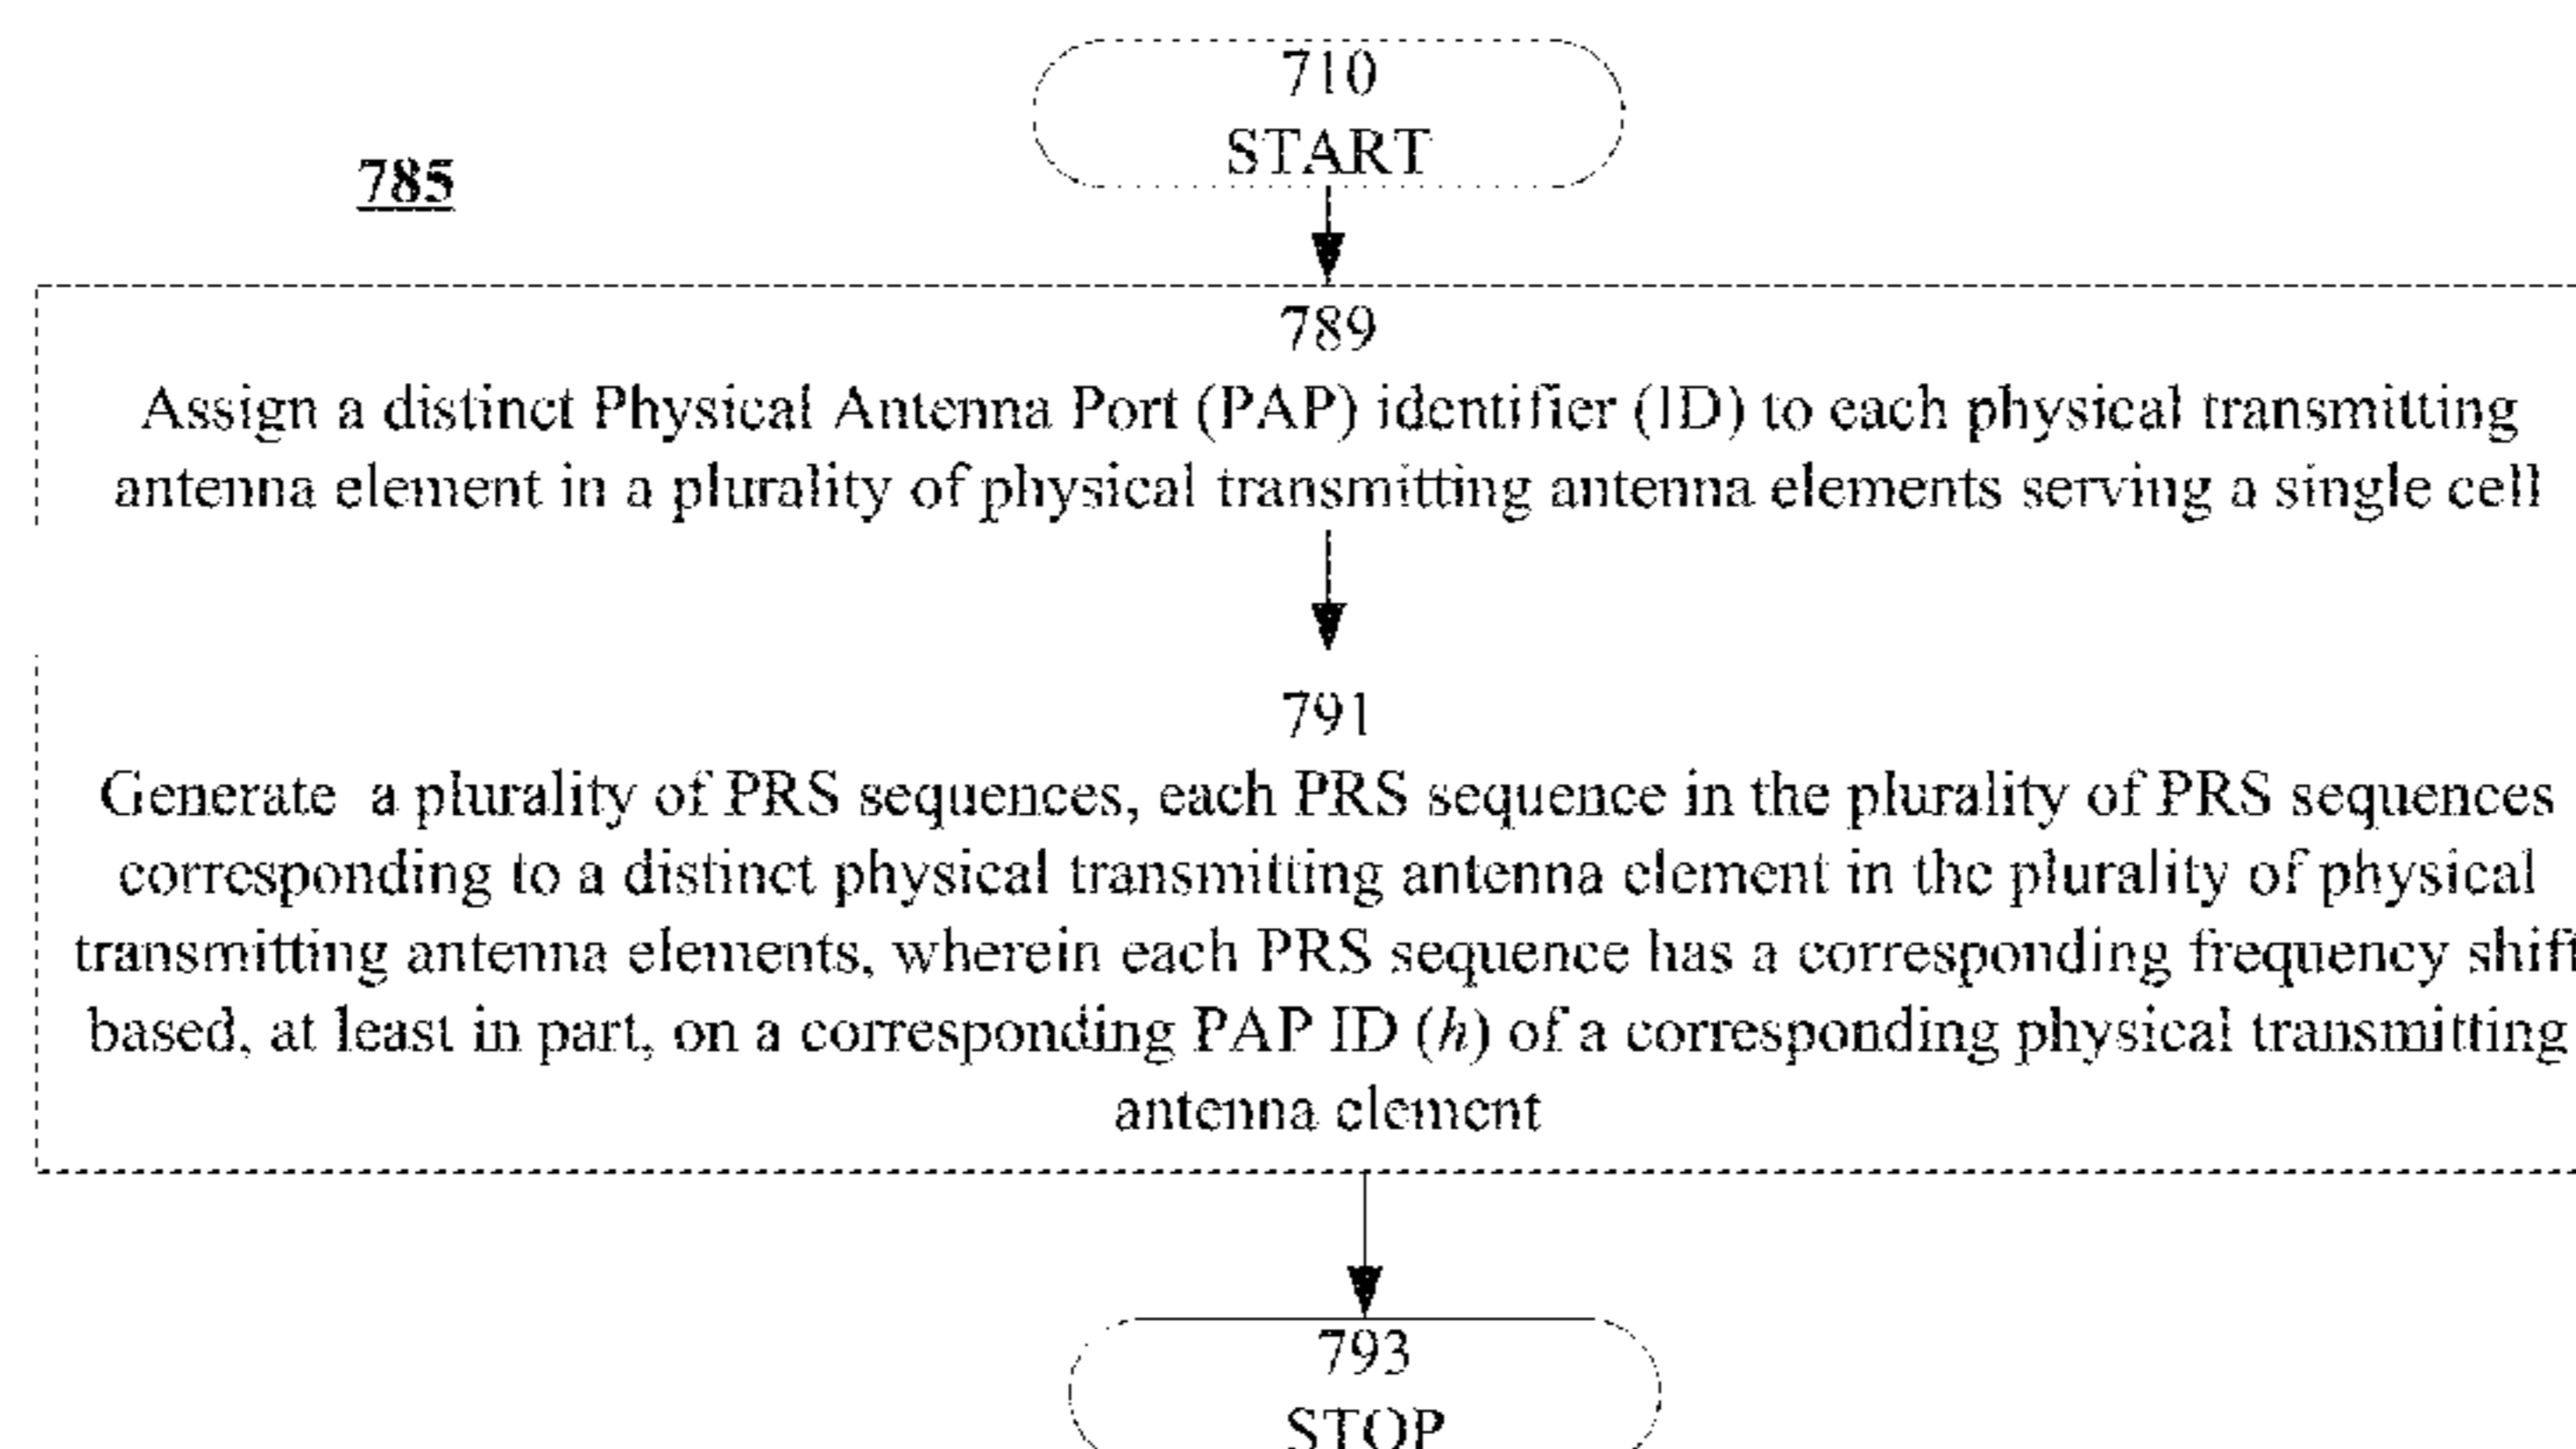 710
START
785
789
Assign a distinct Physical Antenna Port (PAP) identifier (ID) to each physical transmitting
antenna element in a plurality of physical transmitting antenna elements serving a single cell
791
Generate a plurality of PRS sequences, each PRS sequence in the plurality of PRS sequences
corresponding to a distinct physical transmitting antenna element in the plurality of physical
transmitting antenna elements, wherein each PRS sequence has a corresponding frequency shift
based, at least in part, on a corresponding PAP ID (h) of a corresponding physical transmitting
antenna element
793
STOP